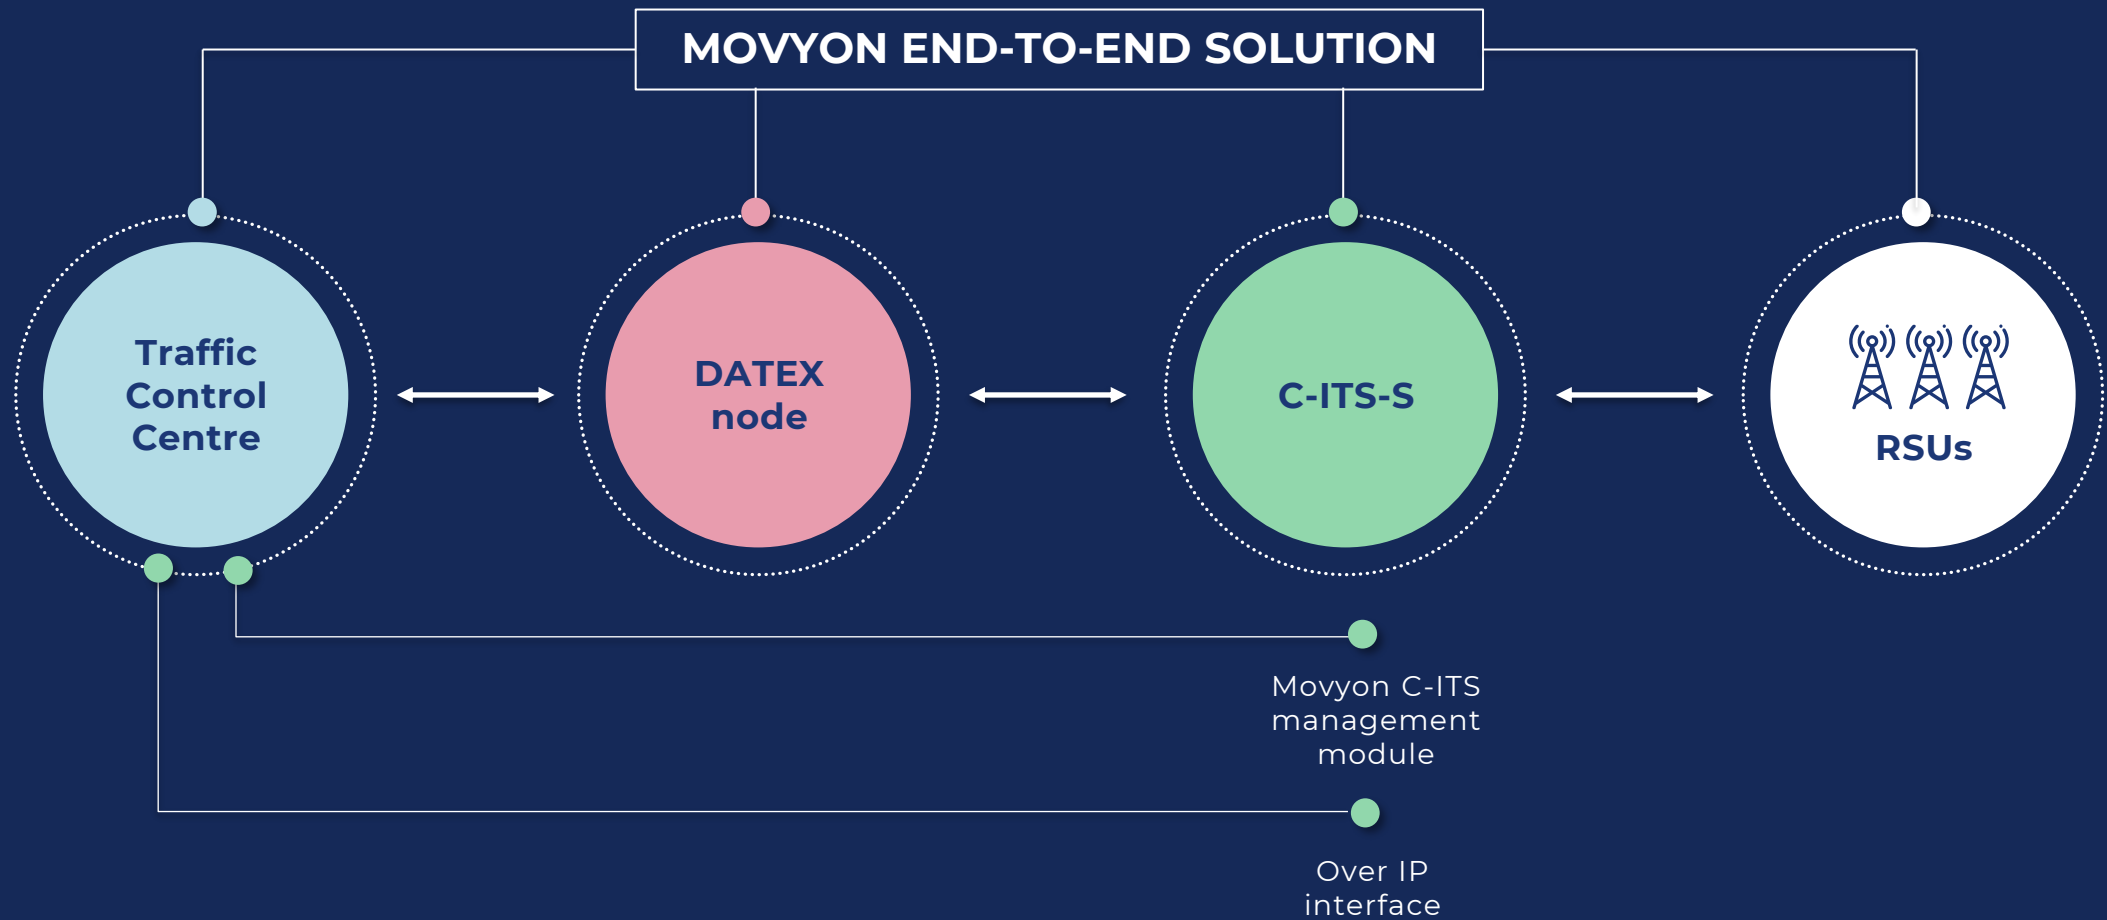 MOVYON END-TO-END SOLUTION
Traffic
Control
Centre
DATEX
node
C-ITS-S
RSUs
Movyon C-ITS
management
module
Over IP
interface